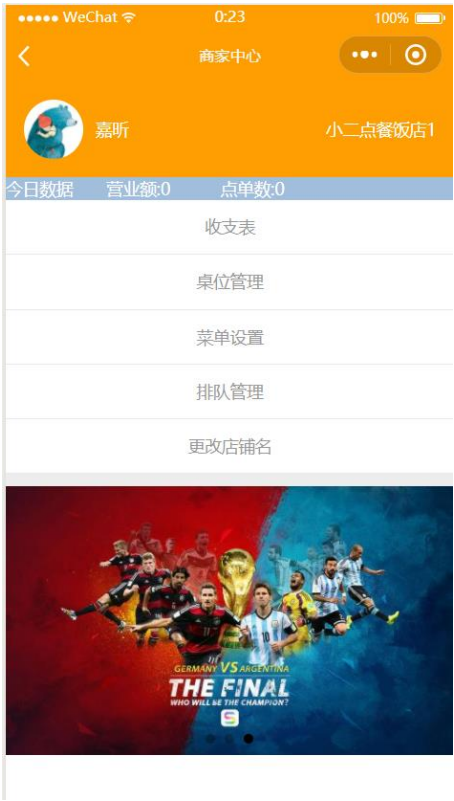 WeChat 0:23 100%
商家中心
嘉昕 小二点餐饭店1
今日数据 营业额:0 点单数:0
收支表
桌位管理
菜单设置
排队管理
更改店铺名
GERMANY VS ARGENTINA
THE FINAL
WHO WILL BE THE CHAMPION?